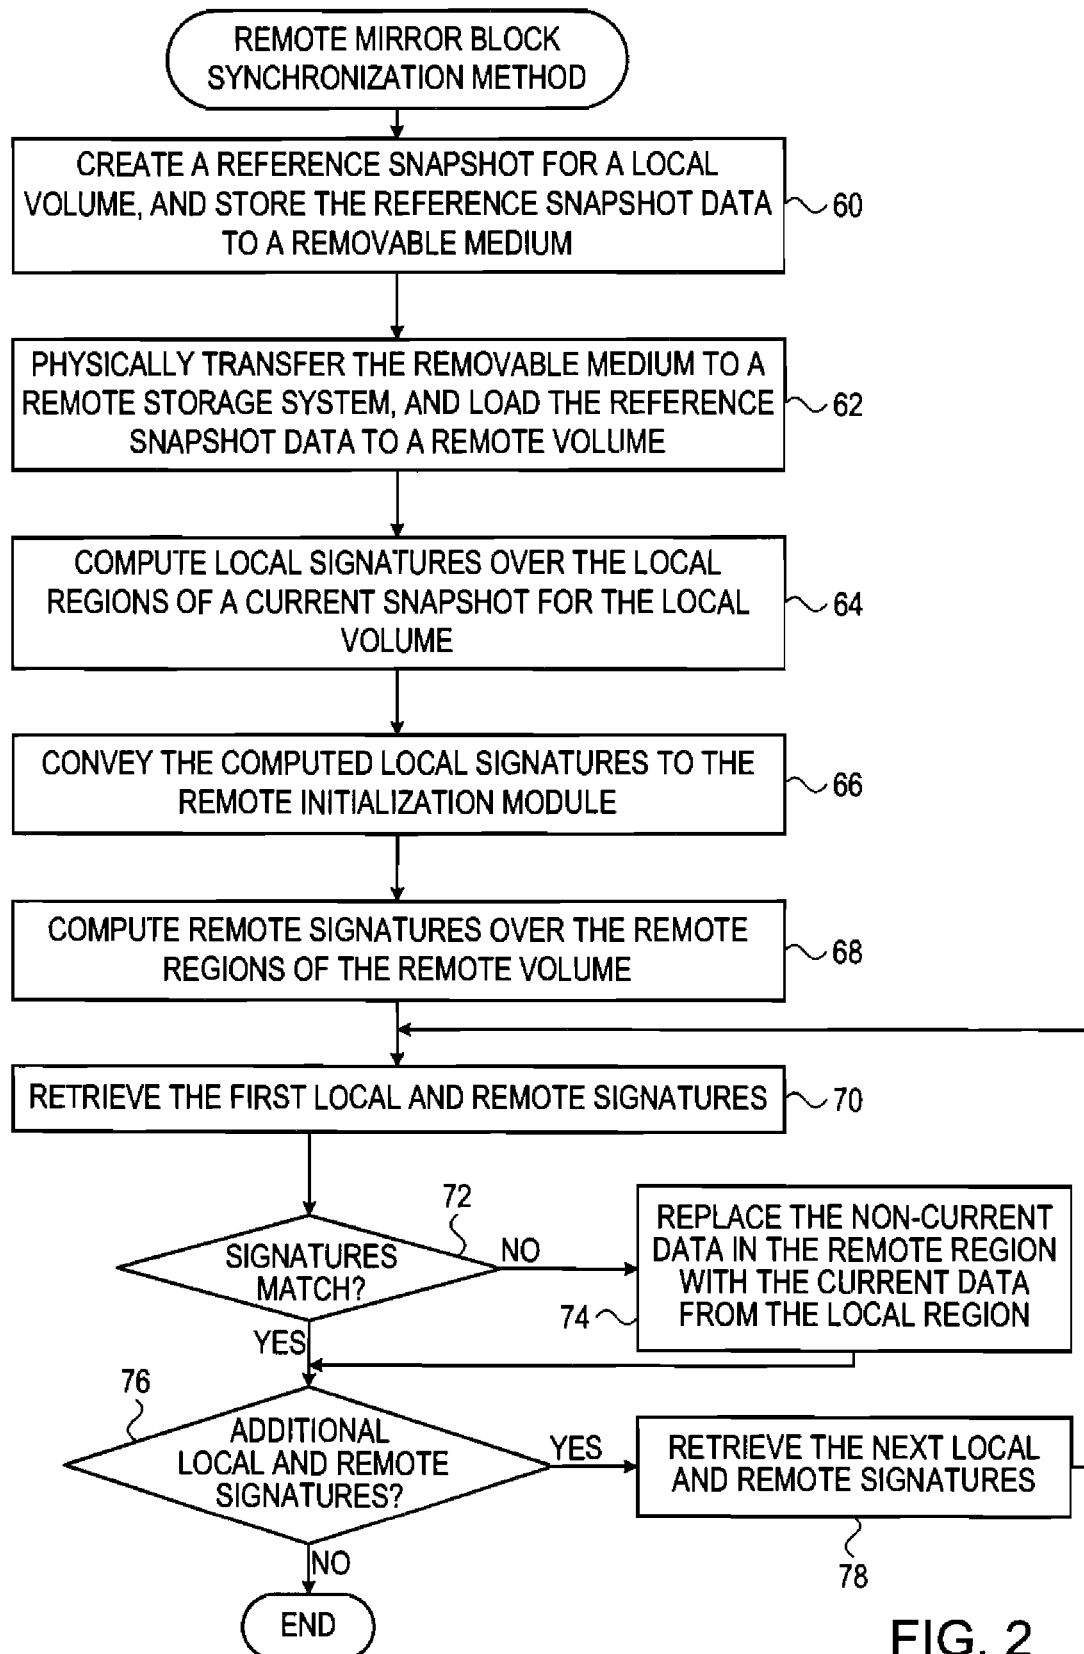 REMOTE MIRROR BLOCK
SYNCHRONIZATION METHOD
CREATE A REFERENCE SNAPSHOT FOR A LOCAL
VOLUME, AND STORE THE REFERENCE SNAPSHOT DATA
TO A REMOVABLE MEDIUM
60
PHYSICALLY TRANSFER THE REMOVABLE MEDIUM TO A
REMOTE STORAGE SYSTEM, AND LOAD THE REFERENCE
SNAPSHOT DATA TO A REMOTE VOLUME
62
COMPUTE LOCAL SIGNATURES OVER THE LOCAL
REGIONS OF A CURRENT SNAPSHOT FOR THE LOCAL
VOLUME
64
CONVEY THE COMPUTED LOCAL SIGNATURES TO THE
REMOTE INITIALIZATION MODULE
66
COMPUTE REMOTE SIGNATURES OVER THE REMOTE
REGIONS OF THE REMOTE VOLUME
68
RETRIEVE THE FIRST LOCAL AND REMOTE SIGNATURES
70
72
SIGNATURES
MATCH?
NO
YES
REPLACE THE NON-CURRENT
DATA IN THE REMOTE REGION
WITH THE CURRENT DATA
FROM THE LOCAL REGION
74
76
ADDITIONAL
LOCAL AND REMOTE
SIGNATURES?
YES
NO
RETRIEVE THE NEXT LOCAL
AND REMOTE SIGNATURES
78
END
FIG. 2